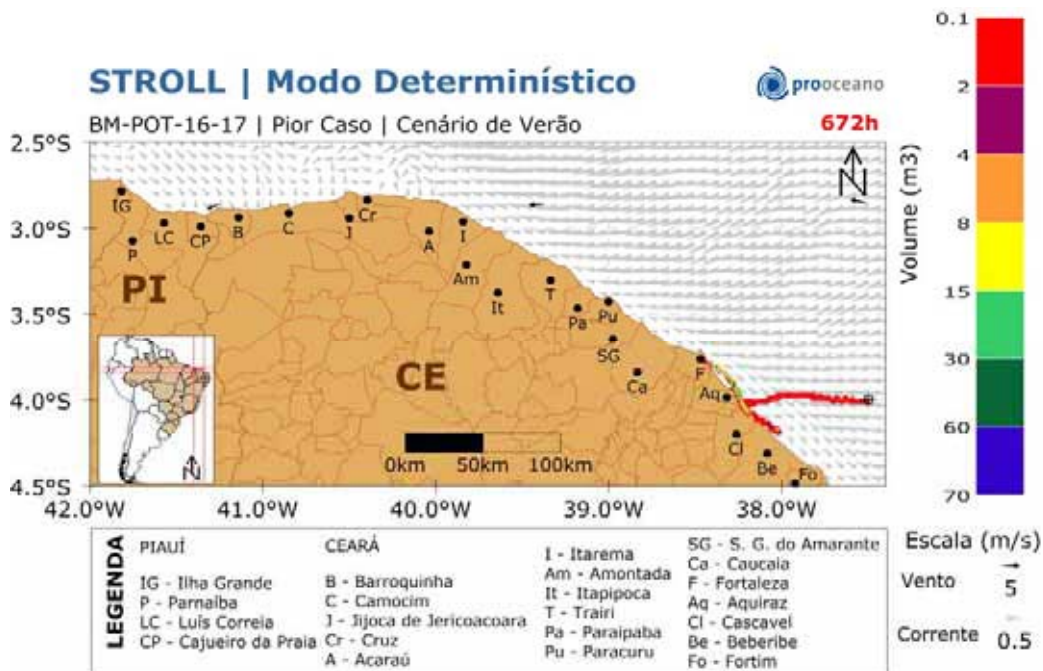 STROLL | Modo Determinístico
prooceano
BM-POT-16-17 | Pior Caso | Cenário de Verão
672h
N
2.5°S
3.0°S
3.5°S
4.0°S
4.5°S
42.0°W
41.0°W
40.0°W
39.0°W
38.0°W
IG
P
LC
CP
B
C
J
Cr
A
I
Am
It
T
Pa
Pu
SG
Ca
F
Aq
Cl
Be
Fo
PI
CE
N
0km
50km
100km
Volume (m3)
0.1
2
4
8
15
30
60
70
LEGENDA
PIAUÍ
IG - Ilha Grande
P - Parnaíba
LC - Luís Correia
CP - Cajueiro da Praia
CEARÁ
B - Barroquinha
C - Camocim
J - Jijoca de Jericoacoara
Cr - Cruz
A - Acaraú
I - Itarema
Am - Amontada
It - Itapipoca
T - Trairi
Pa - Paraipaba
Pu - Paracuru
SG - S. G. do Amarante
Ca - Caucaia
F - Fortaleza
Aq - Aquiraz
Cl - Cascavel
Be - Beberibe
Fo - Fortim
Escala (m/s)
Vento
5
Corrente
0.5